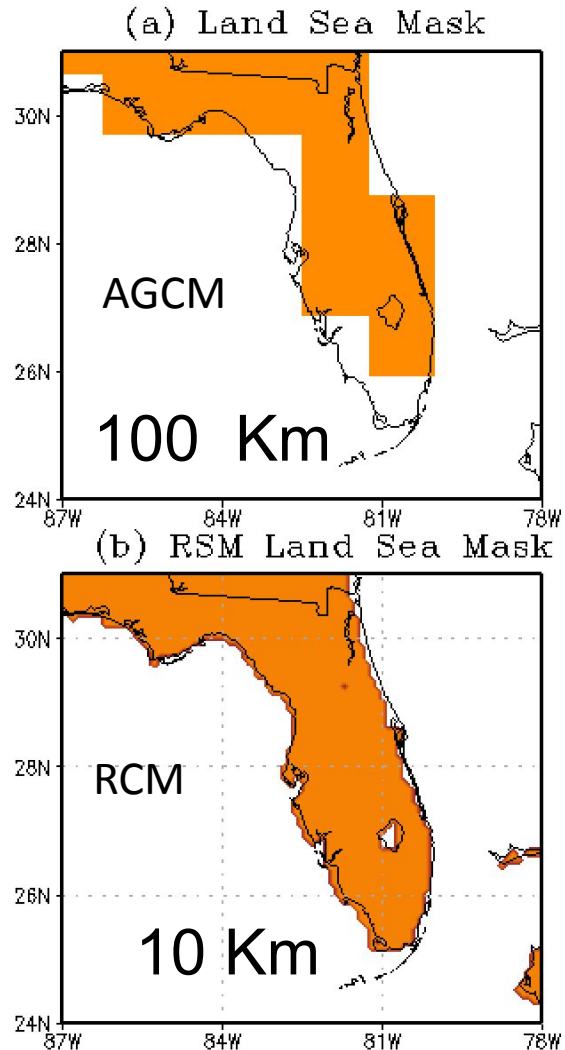 (a) Land Sea Mask
30N
28N
AGCM
26N
100 Km
24N
87W 84W 81W 78W
(b) RSM Land Sea Mask
30N
28N
RCM
26N
10 Km
24N
87W 84W 81W 78W